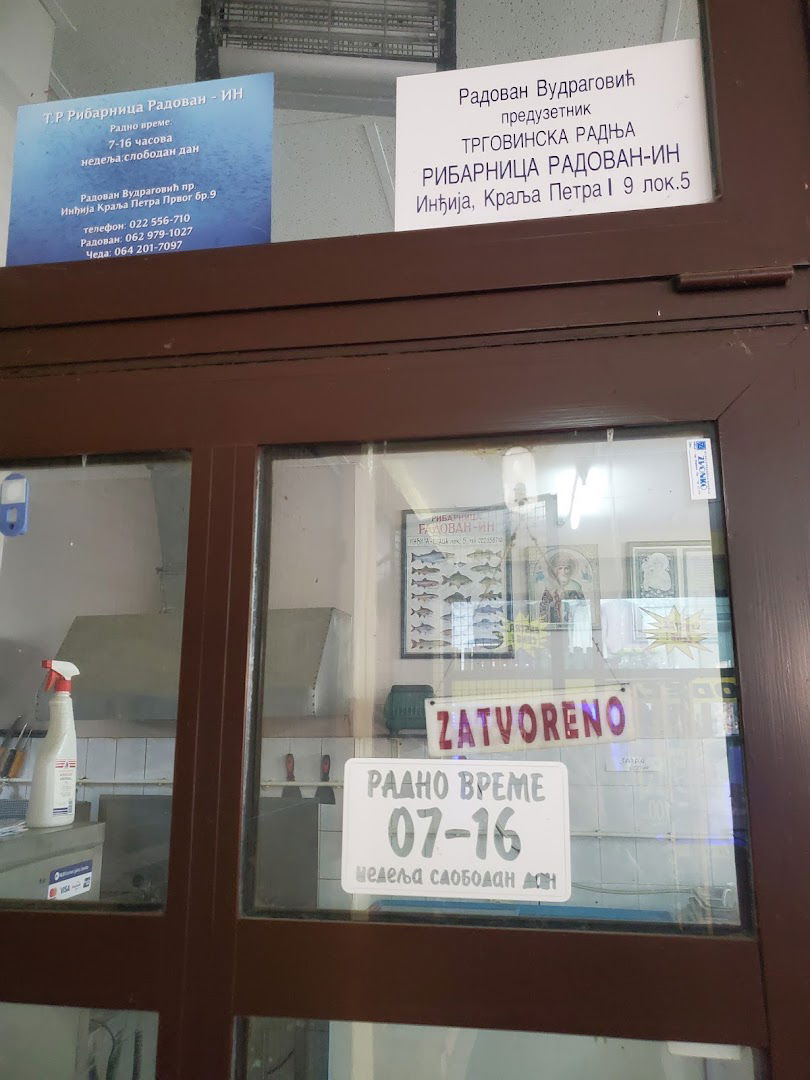 Т.Р Рибарница Радован - ИН
Радно време:
7-16 часова
недеља:слободан дан
Радован Вудраговић пр.
Инђија Краља Петра Првог бр.9
телефон: 022 556-710
Радован: 062 979-1027
Чеда: 064 201-7097
Радован Вудраговић
предузетник
ТРГОВИНСКА РАДЊА
РИБАРНИЦА РАДОВАН-ИН
Инђија, Краља Петра I 9 лок.5
РИБАРНИЦА
РАДОВАН-ИН
ZATVORENO
РАДНО ВРЕМЕ
07-16
недеља слободан дан
VISA